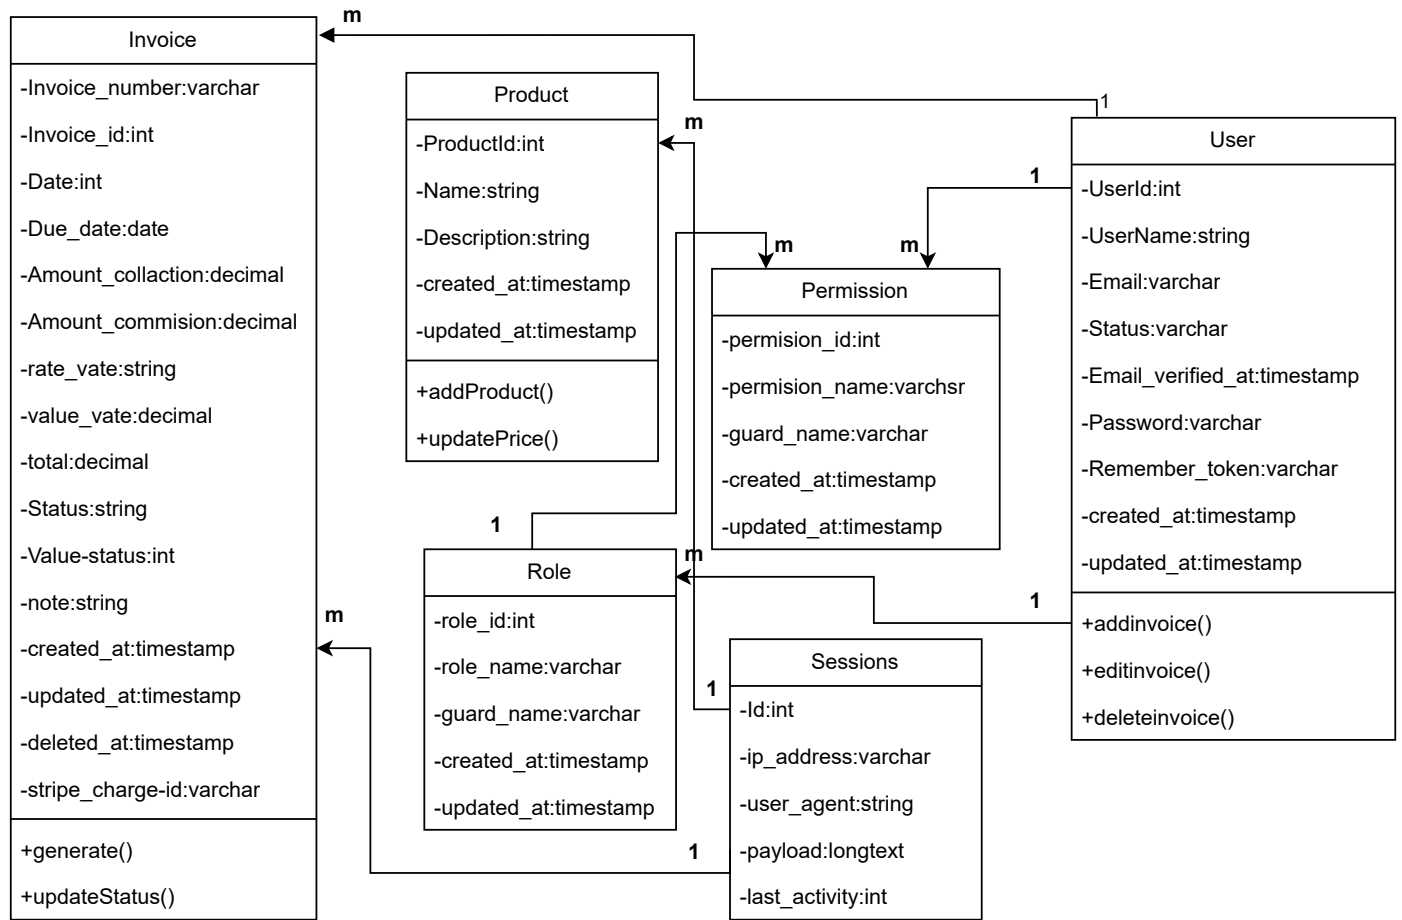 m
Invoice
-Invoice_number:varchar
-Invoice_id:int
-Date:int
-Due_date:date
-Amount_collaction:decimal
-Amount_commision:decimal
-rate_vate:string
-value_vate:decimal
-total:decimal
-Status:string
-Value-status:int
-note:string
-created_at:timestamp
-updated_at:timestamp
-deleted_at:timestamp
-stripe_charge-id:varchar
+generate()
+updateStatus()
m
Product
-ProductId:int
-Name:string
-Description:string
-created_at:timestamp
-updated_at:timestamp
+addProduct()
+updatePrice()
m
1
Role
-role_id:int
-role_name:varchar
-guard_name:varchar
-created_at:timestamp
-updated_at:timestamp
m
m
m
Permission
-permision_id:int
-permision_name:varchsr
-guard_name:varchar
-created_at:timestamp
-updated_at:timestamp
1
1
Sessions
-Id:int
-ip_address:varchar
-user_agent:string
-payload:longtext
-last_activity:int
1
1
User
-UserId:int
-UserName:string
-Email:varchar
-Status:varchar
-Email_verified_at:timestamp
-Password:varchar
-Remember_token:varchar
-created_at:timestamp
-updated_at:timestamp
+addinvoice()
+editinvoice()
+deleteinvoice()
1
1